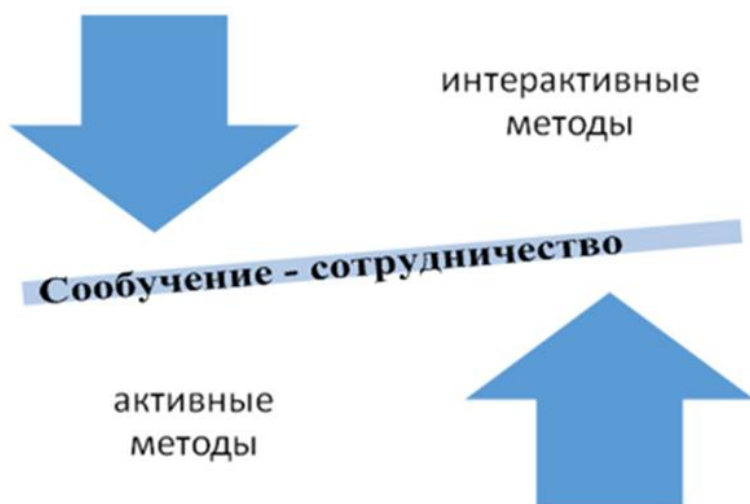 интерактивные
методы
Сообучение - сотрудничество
активные
методы